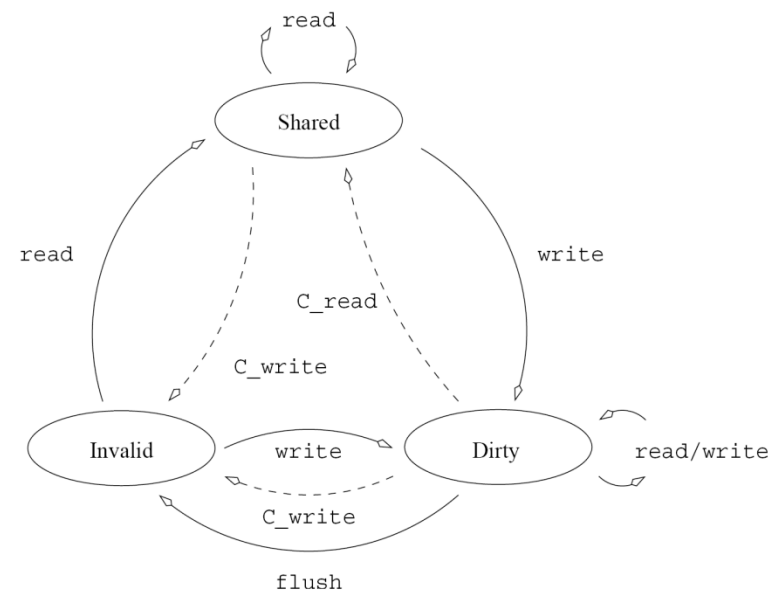 read
Shared
read
write
C_read
C_write
Invalid
write
Dirty
read/write
C_write
flush